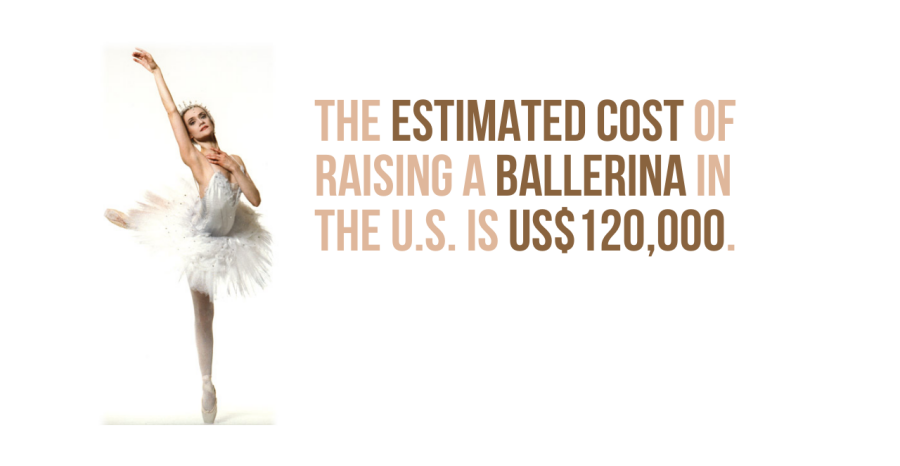 THE ESTIMATED COST OF
RAISING A BALLERINA IN
THE U.S. IS US$120,000.